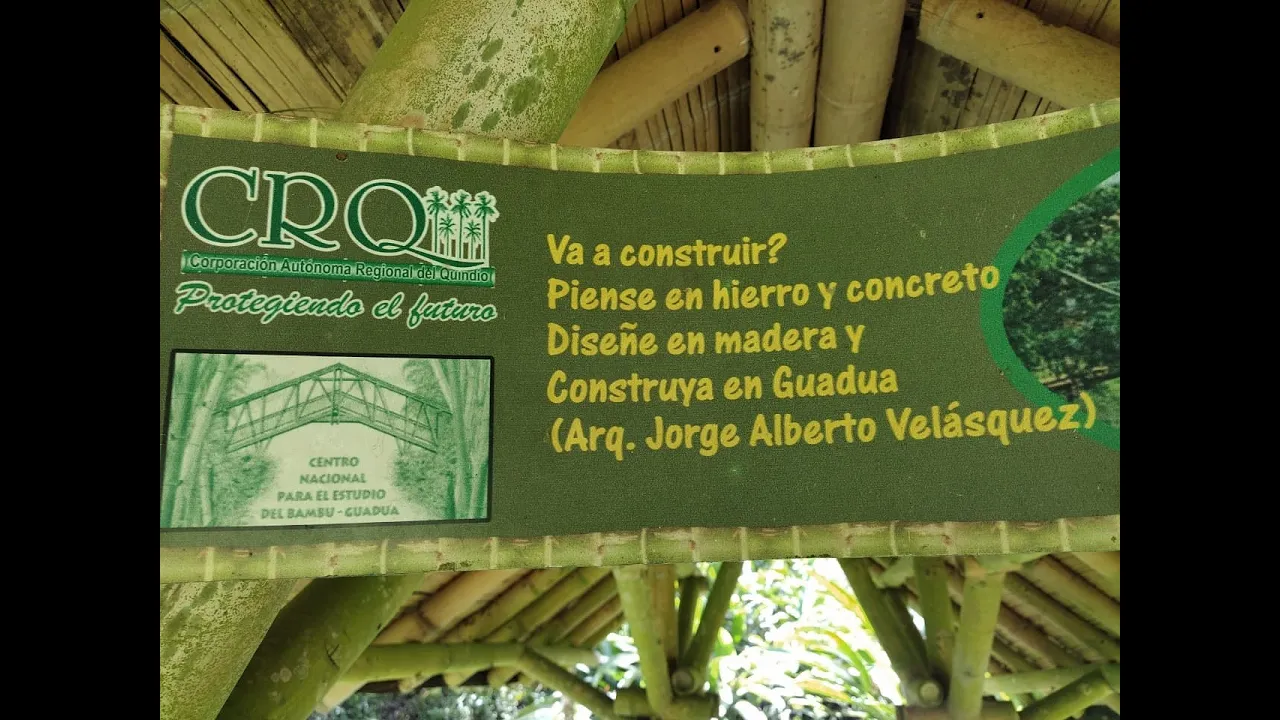 CRQ
Corporación Autónoma Regional del Quindío
Protegiendo el futuro
CENTRO
NACIONAL
PARA EL ESTUDIO
DEL BAMBU - GUADUA
Va a construir?
Piense en hierro y concreto
Diseñe en madera y
Construya en Guadua
(Arq. Jorge Alberto Velásquez)